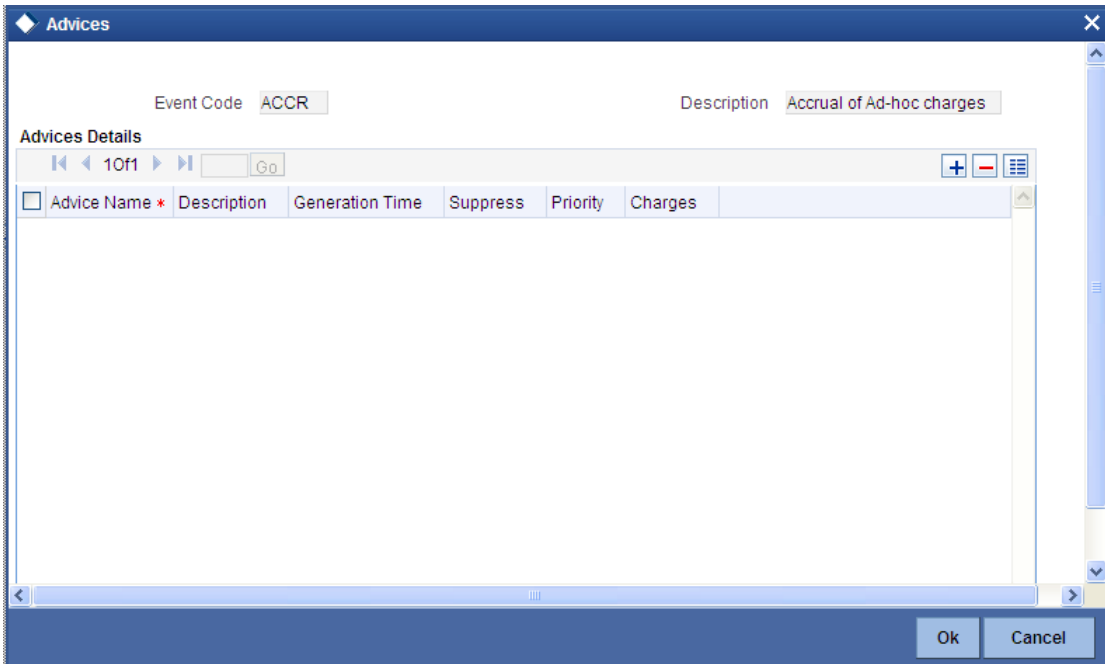 Advices
Event Code ACCR Description Accrual of Ad-hoc charges
Advices Details
1Of1 Go
Advice Name * Description Generation Time Suppress Priority Charges
Ok Cancel